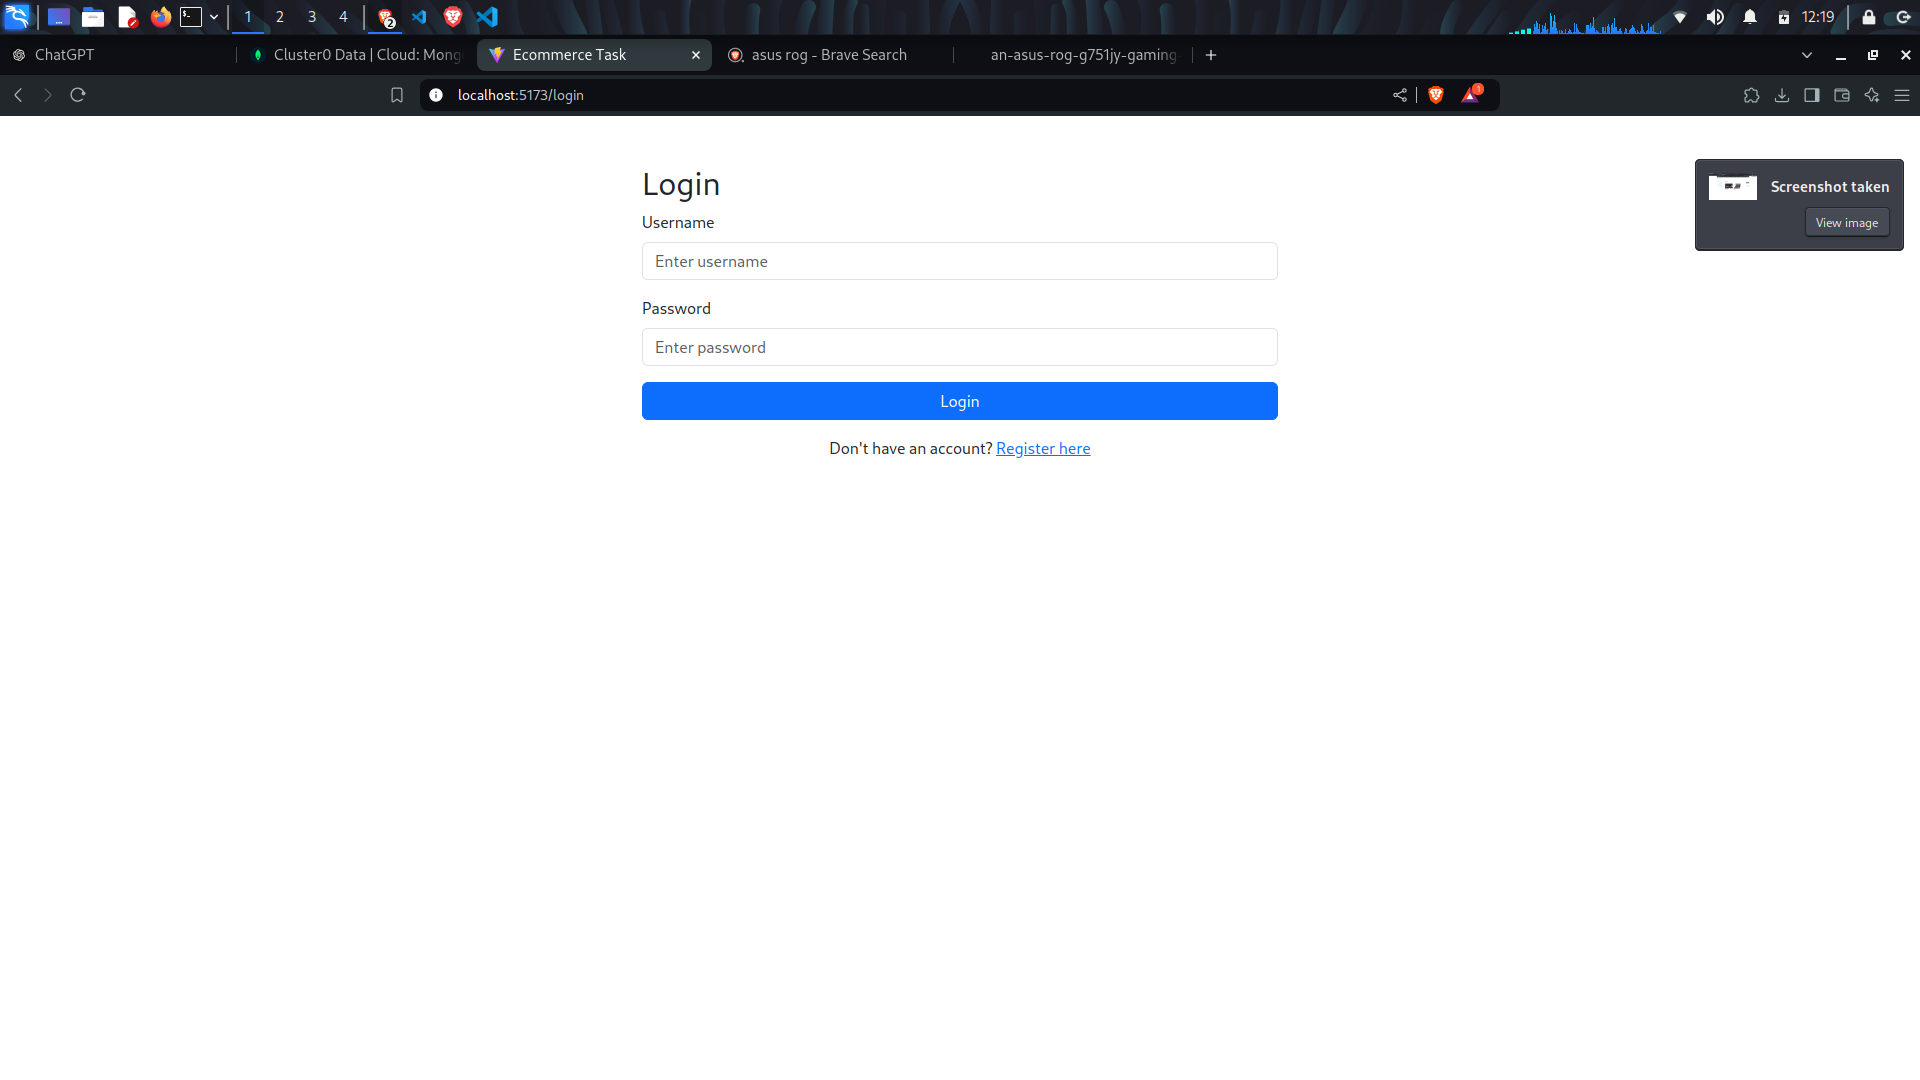 1 2 3 4 2 12:19
ChatGPT
Cluster0 Data | Cloud: Mong
Ecommerce Task
asus rog - Brave Search
an-asus-rog-g751jy-gaming-
localhost:5173/login
1
Login
Username
Enter username
Password
Enter password
Login
Don't have an account? Register here
Screenshot taken
View image